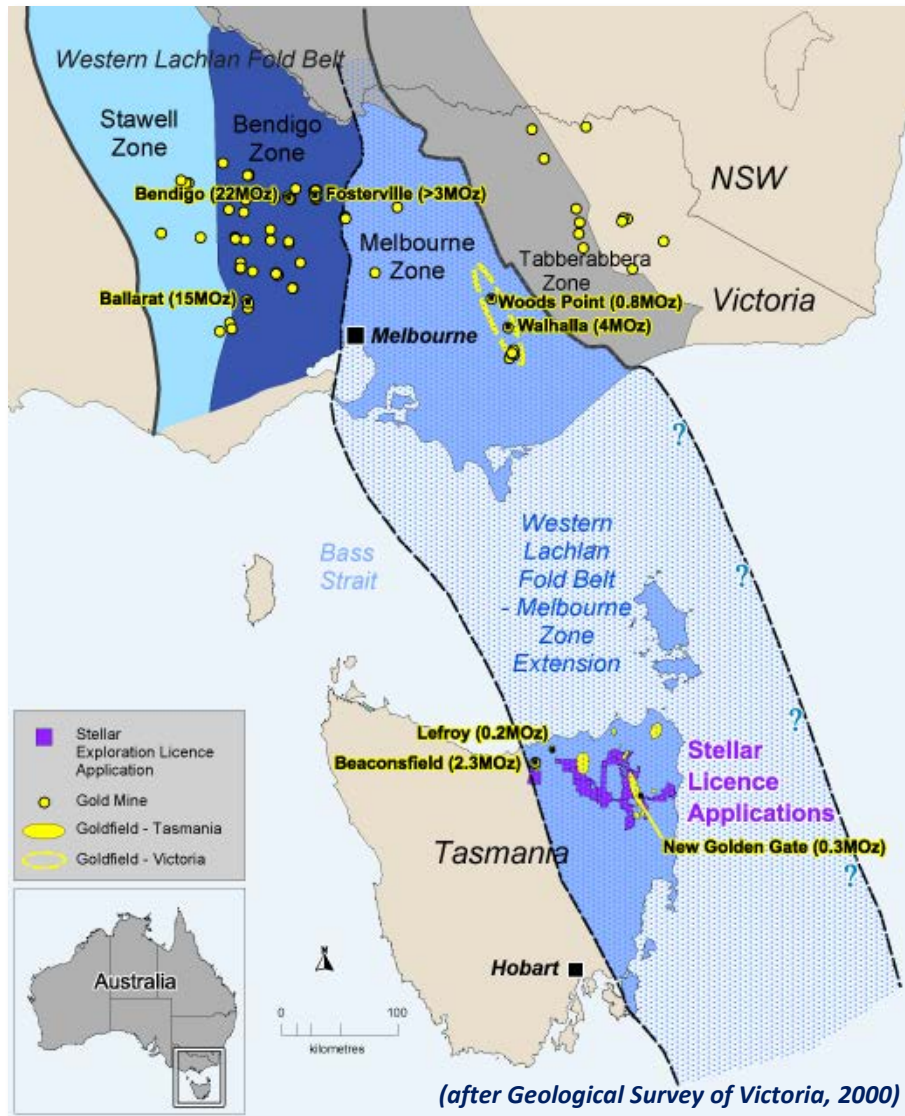 Western Lachlan Fold Belt
Stawell
Zone
Bendigo
Zone
NSW
Bendigo (22MOz)
Fosterville (>3MOz)
Melbourne
Zone
Tabberabbera
Zone
Victoria
Ballarat (15MOz)
Woods Point (0.8MOz)
Walhalla (4MOz)
Melbourne
?
Bass
Strait
Western
Lachlan
Fold Belt
- Melbourne
Zone
Extension
?
?
Lefroy (0.2MOz)
Beaconsfield (2.3MOz)
Stellar
Licence
Applications
New Golden Gate (0.3MOz)
Tasmania
?
Hobart
Stellar
Exploration Licence
Application
Gold Mine
Goldfield - Tasmania
Goldfield - Victoria
Australia
N
0 100
kilometres
(after Geological Survey of Victoria, 2000)